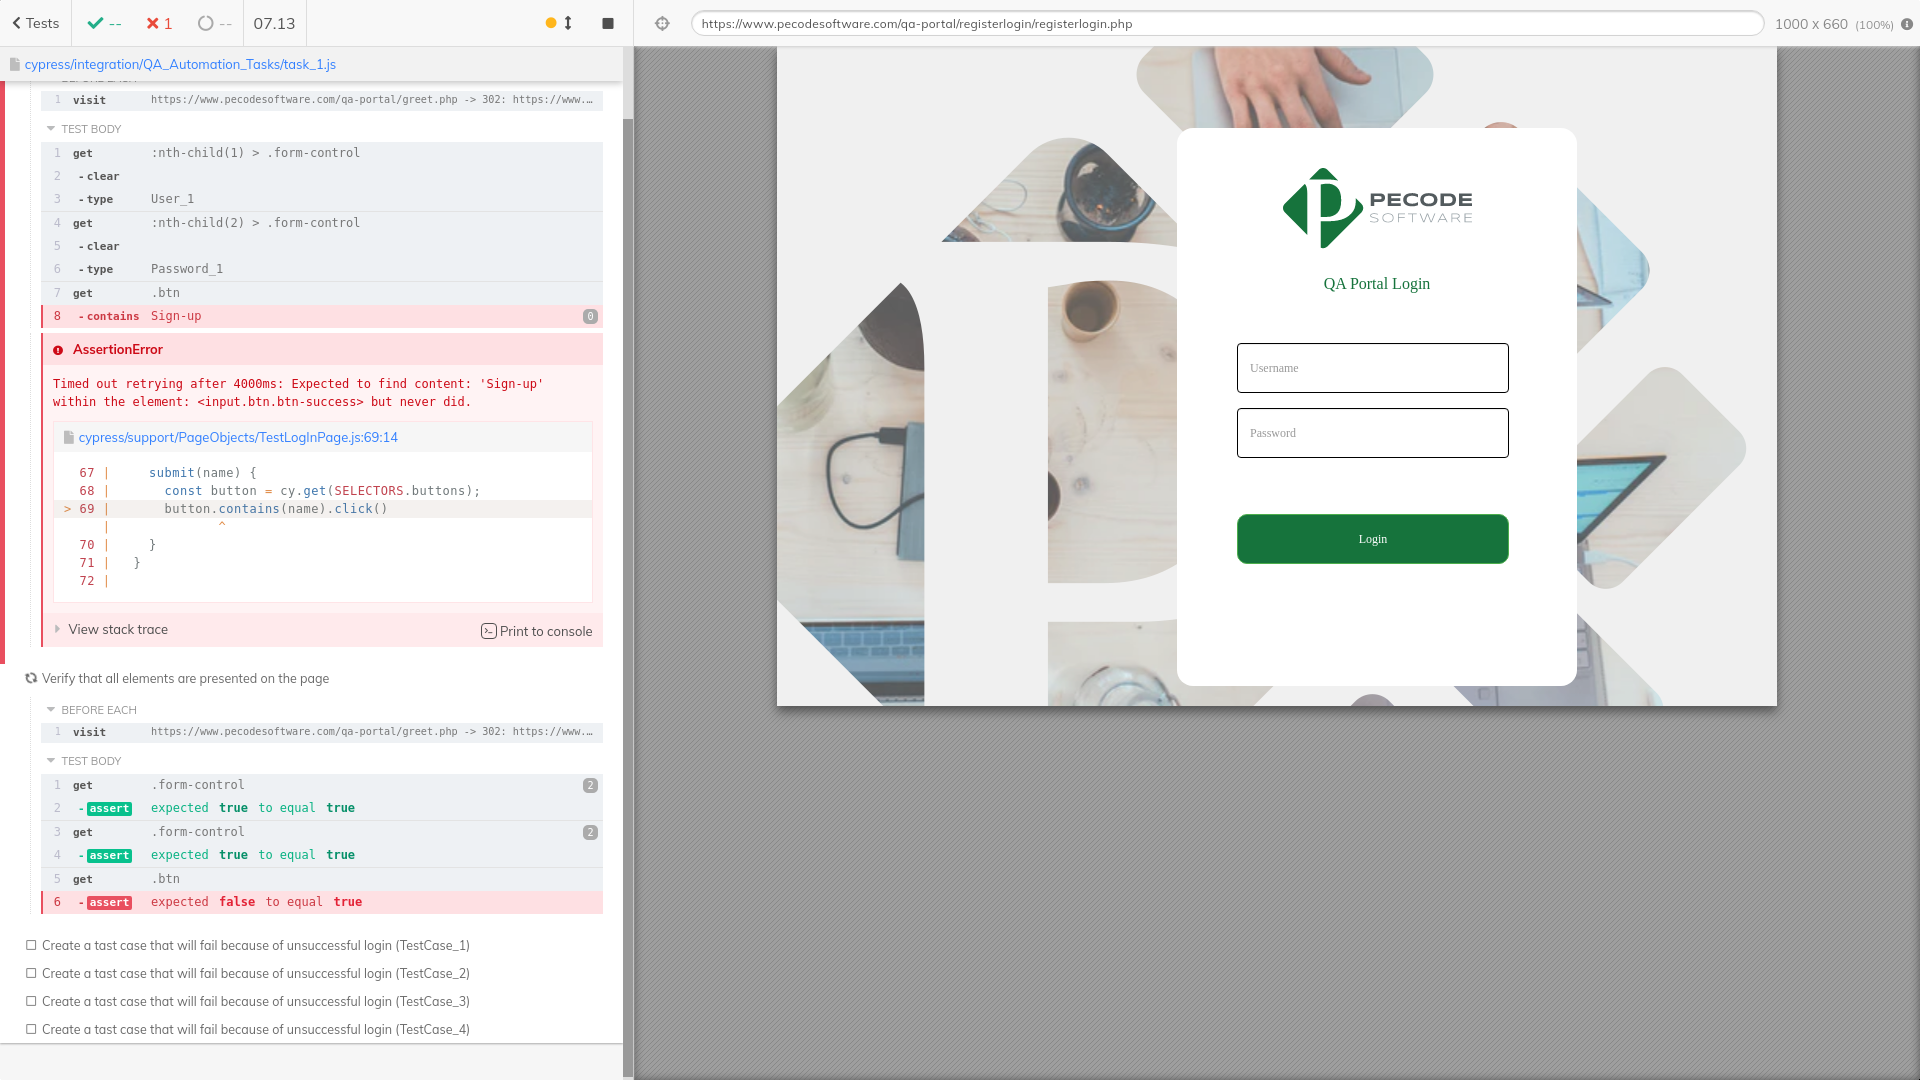 Tests
--
1
--
07.13
cypress/integration/QA_Automation_Tasks/task_1.js
1 visit https://www.pecodesoftware.com/qa-portal/greet.php -> 302: https://www.…
TEST BODY
1 get :nth-child(1) > .form-control
2 -clear
3 -type User_1
4 get :nth-child(2) > .form-control
5 -clear
6 -type Password_1
7 get .btn
8 -contains Sign-up 0
AssertionError
Timed out retrying after 4000ms: Expected to find content: 'Sign-up'
within the element: <input.btn.btn-success> but never did.
cypress/support/PageObjects/TestLogInPage.js:69:14
67 | submit(name) {
68 | const button = cy.get(SELECTORS.buttons);
> 69 | button.contains(name).click()
| ^
70 | }
71 | }
72 |
View stack trace
Print to console
Verify that all elements are presented on the page
BEFORE EACH
1 visit https://www.pecodesoftware.com/qa-portal/greet.php -> 302: https://www.…
TEST BODY
1 get .form-control 2
2 -assert expected true to equal true
3 get .form-control 2
4 -assert expected true to equal true
5 get .btn
6 -assert expected false to equal true
Create a tast case that will fail because of unsuccessful login (TestCase_1)
Create a tast case that will fail because of unsuccessful login (TestCase_2)
Create a tast case that will fail because of unsuccessful login (TestCase_3)
Create a tast case that will fail because of unsuccessful login (TestCase_4)
https://www.pecodesoftware.com/qa-portal/registerlogin/registerlogin.php
1000 x 660 (100%)
PECODE
SOFTWARE
QA Portal Login
Username
Password
Login